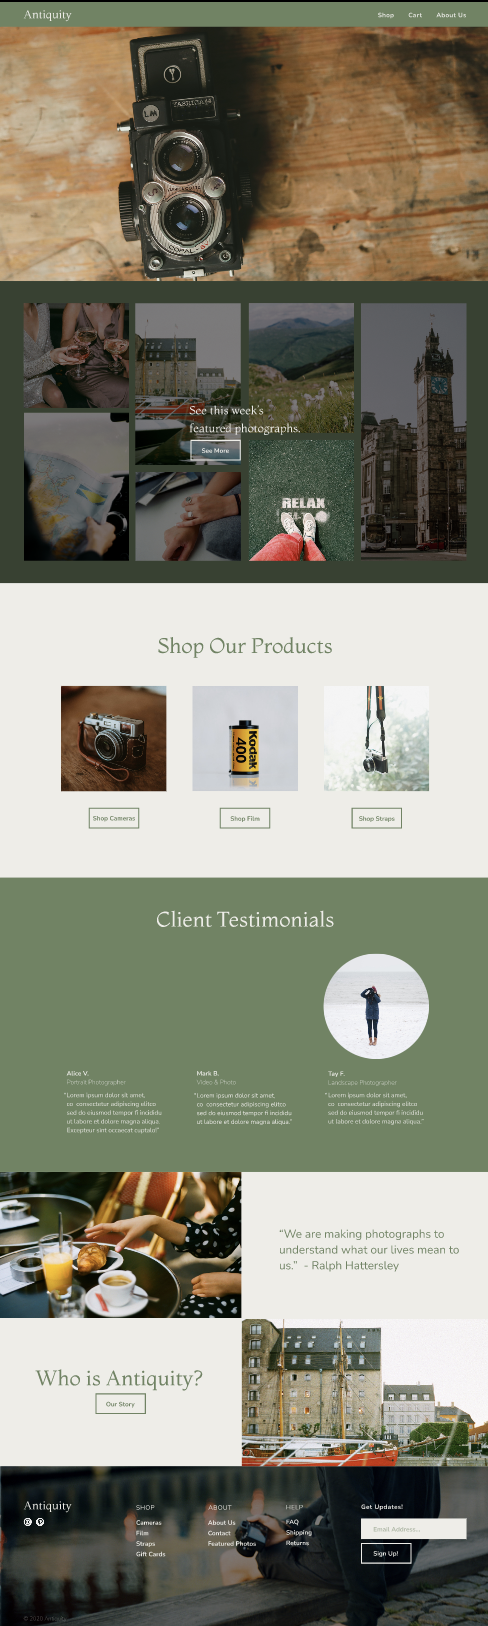 Antiquity
Shop Cart About Us
LM
COPAL
See this week's
featured photographs.
See More
RELAX
Shop Our Products
Kodak
400
Shop Cameras
Shop Film
Shop Straps
Client Testimonials
Alice V.
Portrait Photographer
"Lorem ipsum dolor sit amet,
co consectetur adipiscing elitco
sed do eiusmod tempor fi incididu
ut labore et dolore magna aliqua.
Excepteur sint occaecat cuptato!"
Mark B.
Video & Photo
"Lorem ipsum dolor sit amet,
co consectetur adipiscing elitco
sed do eiusmod tempor fi incididu
ut labore et dolore magna aliqua."
Tay F.
Landscape Photographer
"Lorem ipsum dolor sit amet,
co consectetur adipiscing elitco
sed do eiusmod tempor fi incididu
ut labore et dolore magna aliqua."
“We are making photographs to
understand what our lives mean to
us.” - Ralph Hattersley
Who is Antiquity?
Our Story
Antiquity
SHOP
Cameras
Film
Straps
Gift Cards
ABOUT
About Us
Contact
Featured Photos
HELP
FAQ
Shipping
Returns
Get Updates!
Email Address...
Sign Up!
© 2020 Antiquity